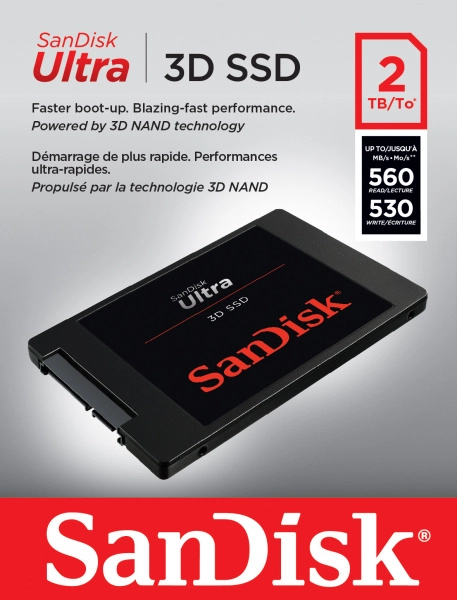 SanDisk
Ultra
3D SSD
Faster boot-up. Blazing-fast performance.
Powered by 3D NAND technology
Démarrage de plus rapide. Performances
ultra-rapides.
Propulsé par la technologie 3D NAND
2
TB/To*
UP TO/JUSQU'À
MB/s • Mo/s**
560
READ/LECTURE
530
WRITE/ÉCRITURE
SanDisk
Ultra
3D SSD
SanDisk®
SanDisk®